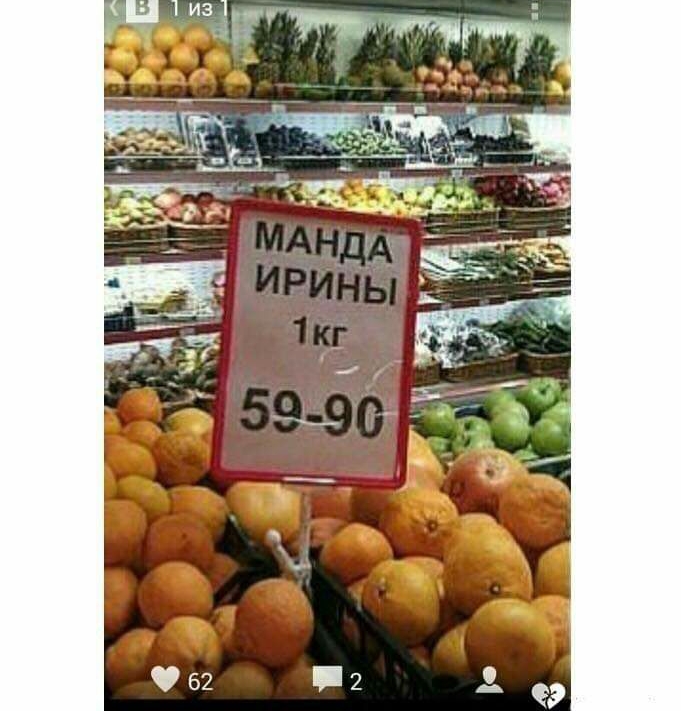 В 1 из 1
МАНДА
ИРИНЫ
1кг
59-90
62
2